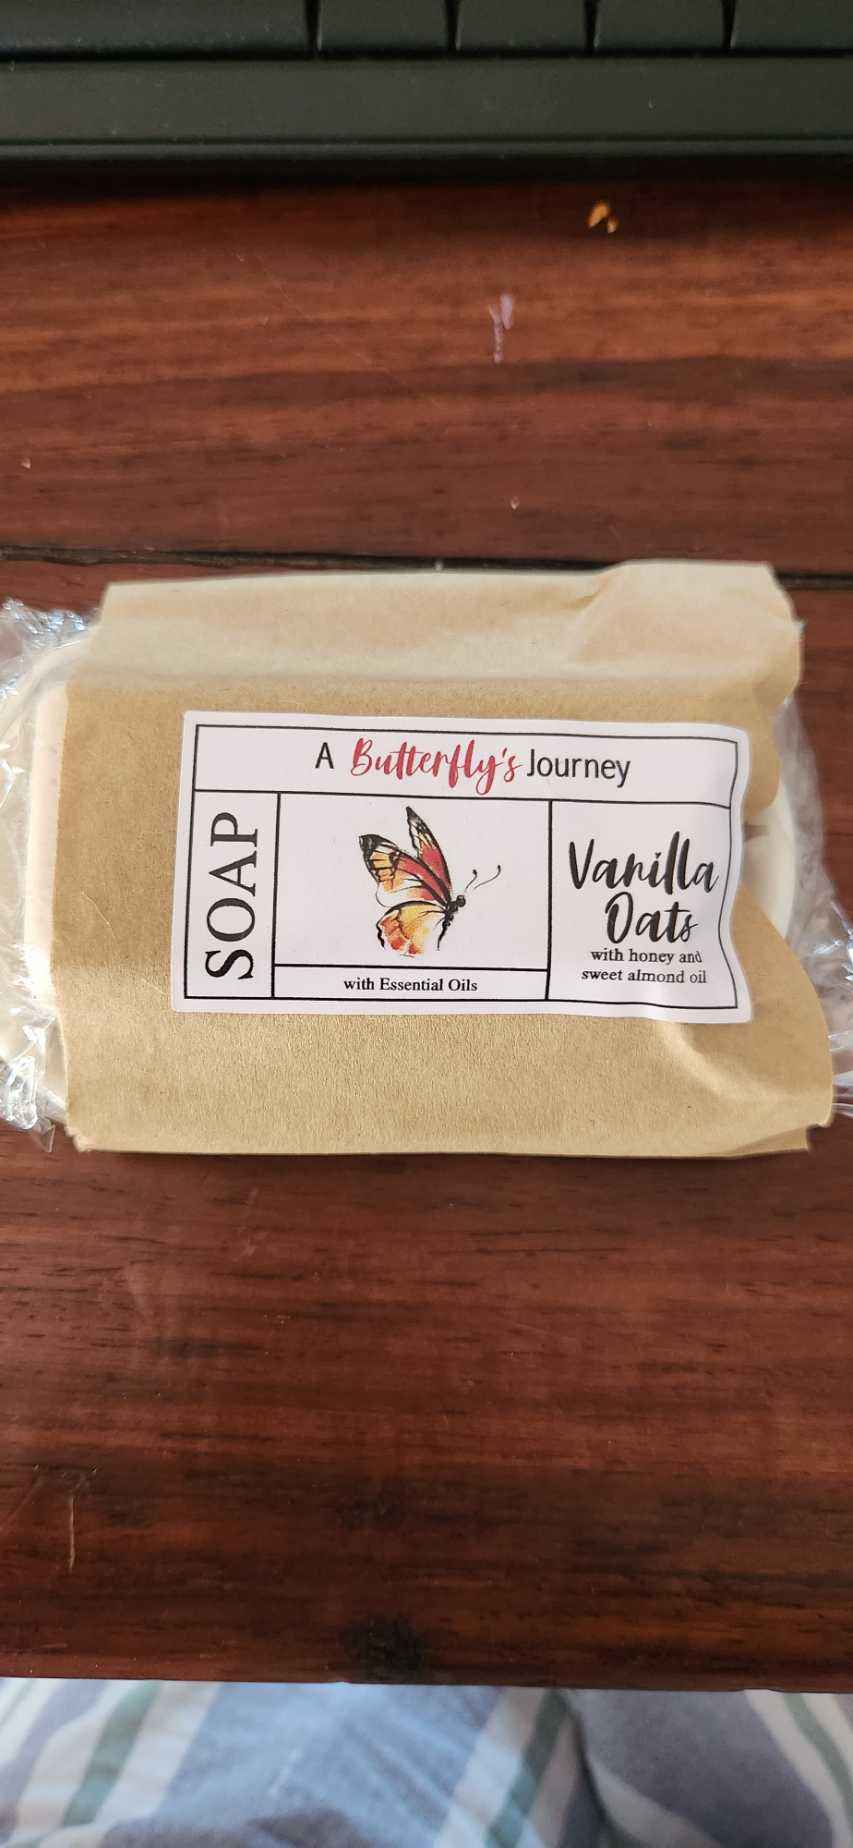 A Butterfly's Journey
SOAP
with Essential Oils
Vanilla
Oats
with honey and
sweet almond oil